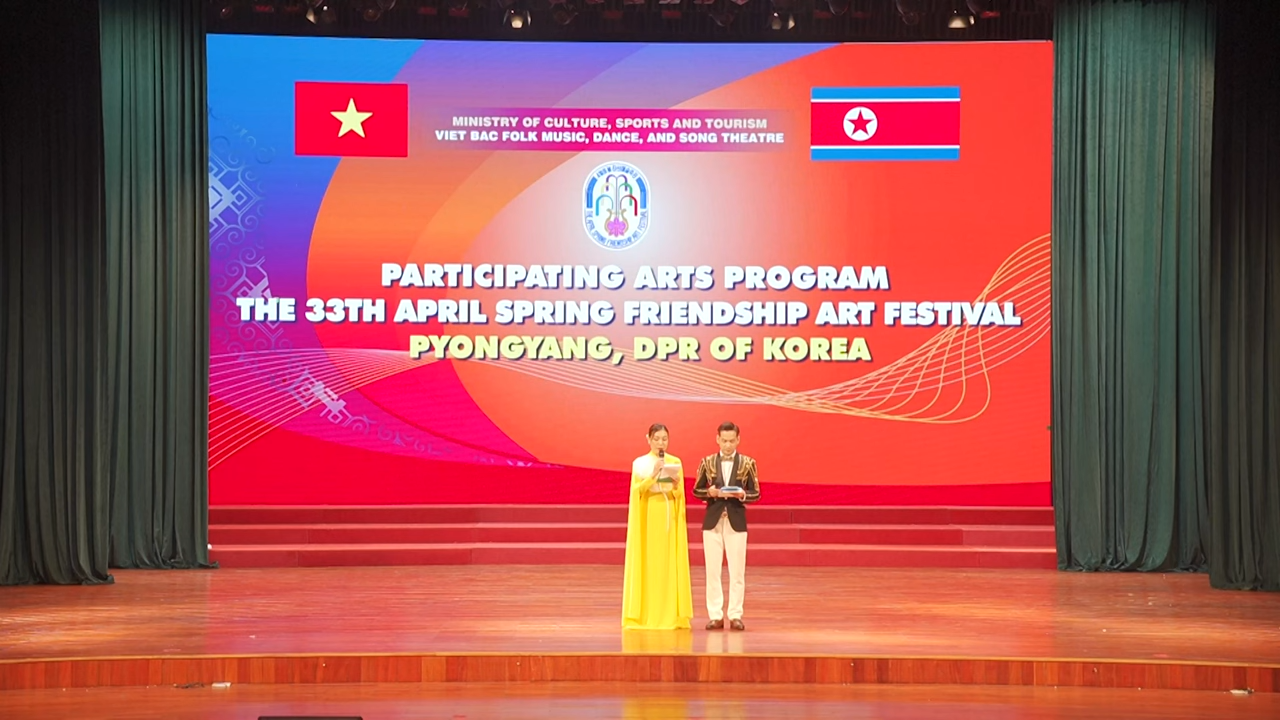 MINISTRY OF CULTURE, SPORTS AND TOURISM
VIET BAC FOLK MUSIC, DANCE, AND SONG THEATRE
PARTICIPATING ARTS PROGRAM
THE 33TH APRIL SPRING FRIENDSHIP ART FESTIVAL
PYONGYANG, DPR OF KOREA